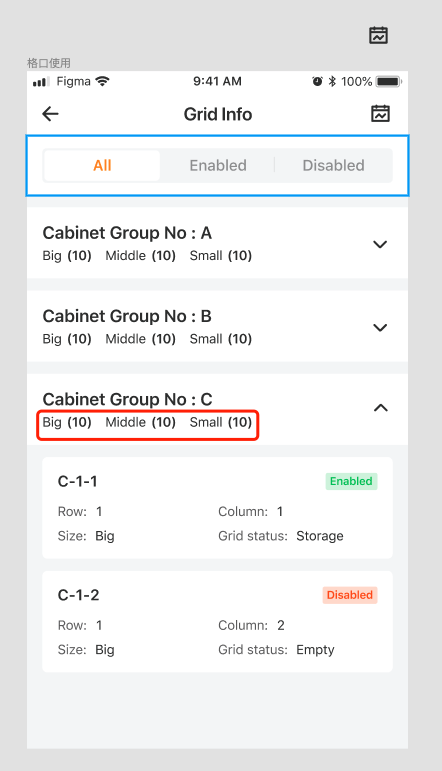 格口使用
Figma 9:41 AM 100%
Grid Info
All Enabled Disabled
Cabinet Group No : A
Big (10) Middle (10) Small (10)
Cabinet Group No : B
Big (10) Middle (10) Small (10)
Cabinet Group No : C
Big (10) Middle (10) Small (10)
C-1-1 Enabled
Row: 1 Column: 1
Size: Big Grid status: Storage
C-1-2 Disabled
Row: 1 Column: 2
Size: Big Grid status: Empty